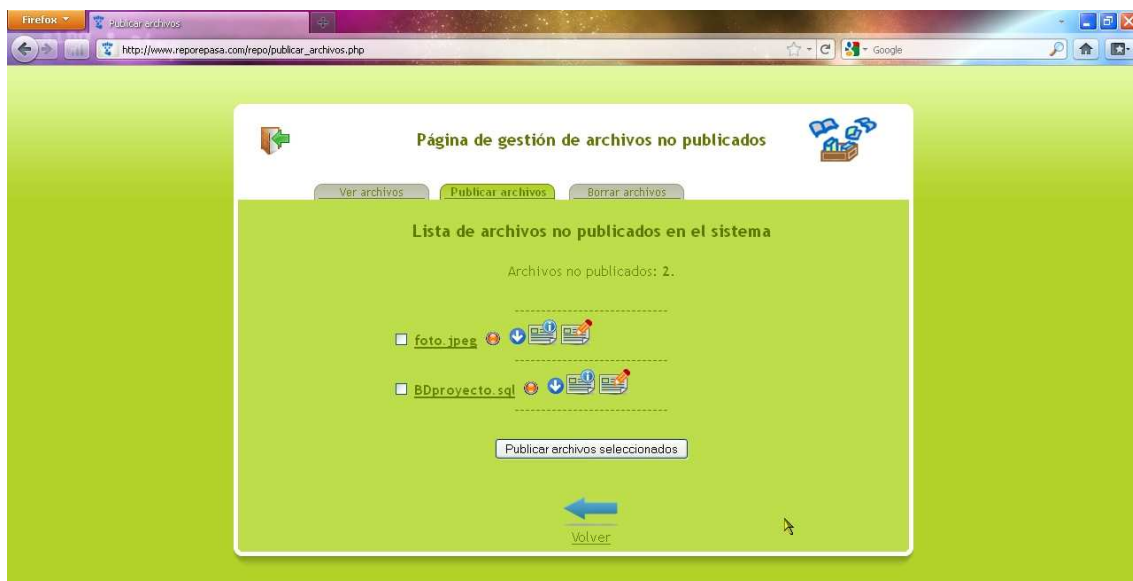 Firefox
Publicar archivos
http://www.reporepasa.com/repo/publicar_archivos.php
Google
Página de gestión de archivos no publicados
Ver archivos
Publicar archivos
Borrar archivos
Lista de archivos no publicados en el sistema
Archivos no publicados: 2.
foto.jpeg
BDproyecto.sql
Publicar archivos seleccionados
Volver